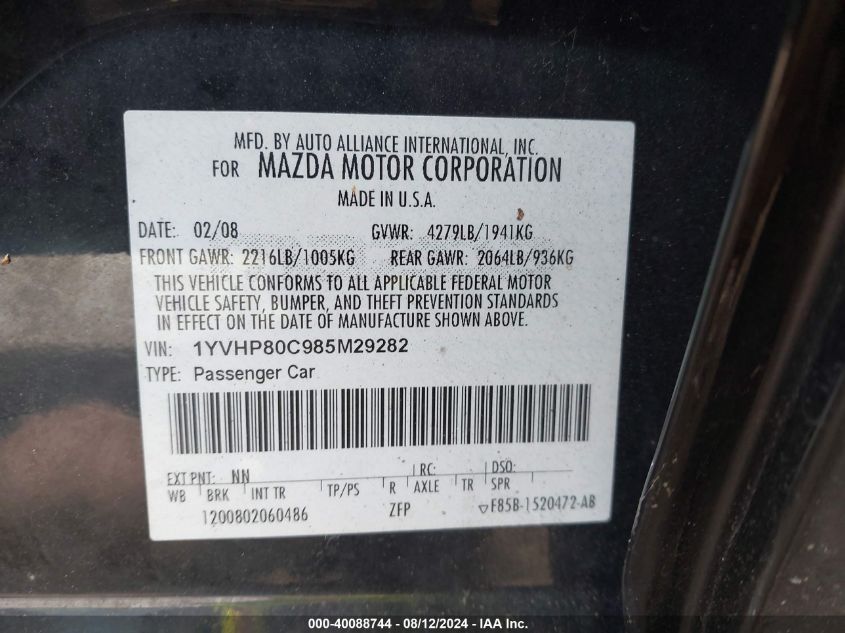 MFD. BY AUTO ALLIANCE INTERNATIONAL, INC.
FOR MAZDA MOTOR CORPORATION
MADE IN U.S.A.
DATE: 02/08 GVWR: 4279LB/1941KG
FRONT GAWR: 2216LB/1005KG REAR GAWR: 2064LB/936KG
THIS VEHICLE CONFORMS TO ALL APPLICABLE FEDERAL MOTOR
VEHICLE SAFETY, BUMPER, AND THEFT PREVENTION STANDARDS
IN EFFECT ON THE DATE OF MANUFACTURE SHOWN ABOVE.
VIN: 1YVHP80C985M29282
TYPE: Passenger Car
EXT PNT: NN RC: DSO:
WB BRK INT TR TP/PS R AXLE TR SPR
1200802060486 ZFP ▽F85B-1520472-AB
000-40088744 - 08/12/2024 - IAA Inc.